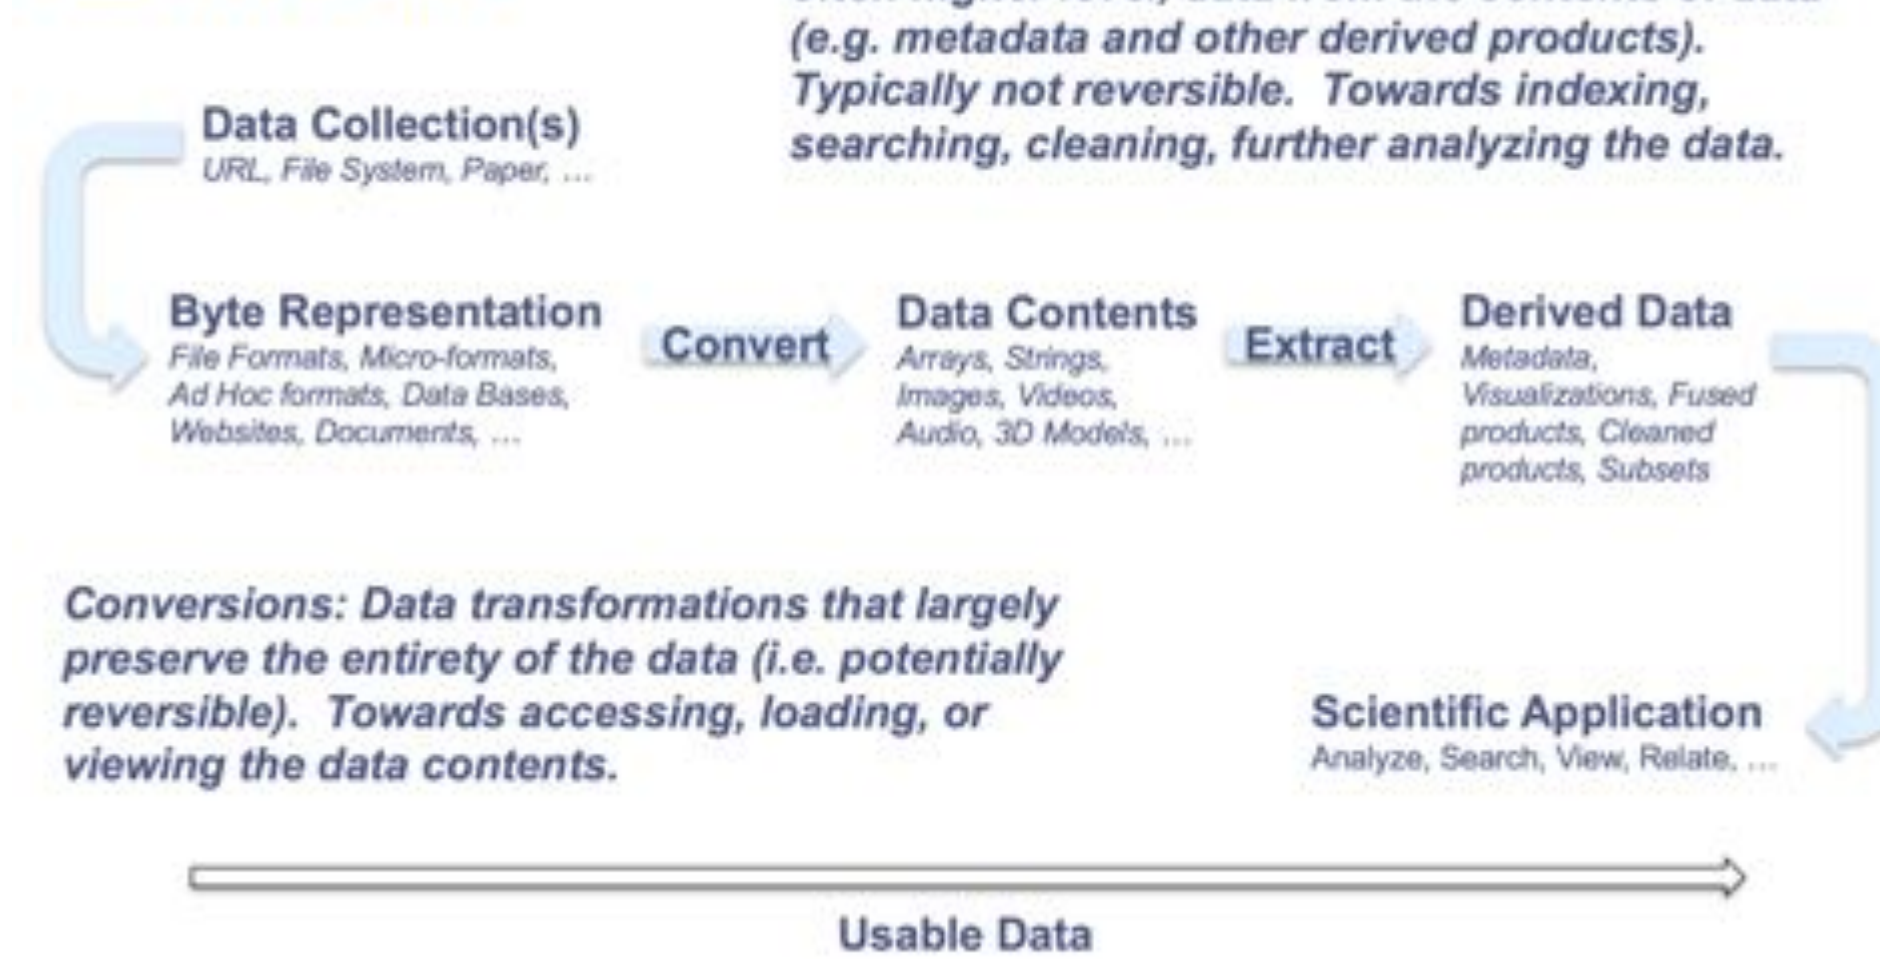 (e.g. metadata and other derived products).
Typically not reversible.  Towards indexing,
searching, cleaning, further analyzing the data.
Data Collection(s)
URL, File System, Paper, ...
Byte Representation
File Formats, Micro-formats,
Ad Hoc formats, Data Bases,
Websites, Documents, ...
Convert
Data Contents
Arrays, Strings,
Images, Videos,
Audio, 3D Models, ...
Extract
Derived Data
Metadata,
Visualizations, Fused
products, Cleaned
products, Subsets
Conversions: Data transformations that largely
preserve the entirety of the data (i.e. potentially
reversible).  Towards accessing, loading, or
viewing the data contents.
Scientific Application
Analyze, Search, View, Relate, ...
Usable Data